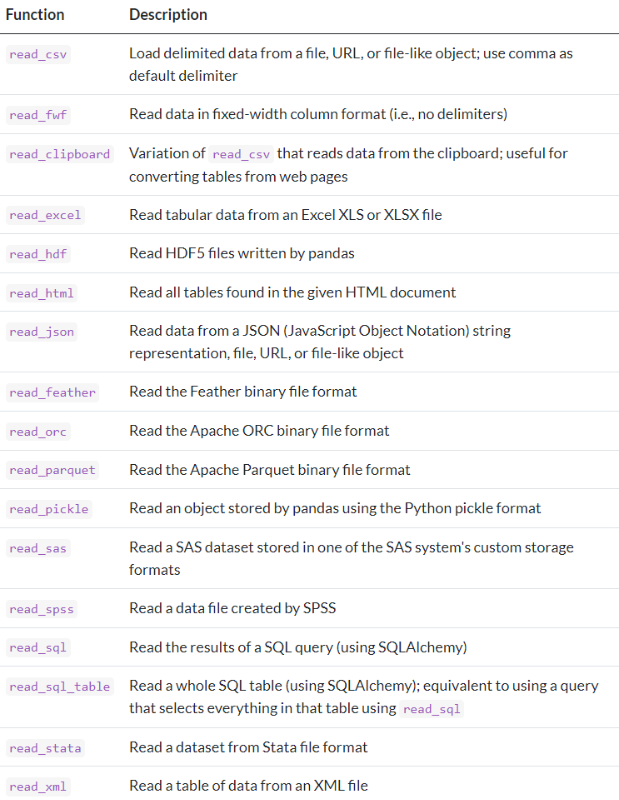 Function Description
read_csv Load delimited data from a file, URL, or file-like object; use comma as
default delimiter
read_fwf Read data in fixed-width column format (i.e., no delimiters)
read_clipboard Variation of read_csv that reads data from the clipboard; useful for
converting tables from web pages
read_excel Read tabular data from an Excel XLS or XLSX file
read_hdf Read HDF5 files written by pandas
read_html Read all tables found in the given HTML document
read_json Read data from a JSON (JavaScript Object Notation) string
representation, file, URL, or file-like object
read_feather Read the Feather binary file format
read_orc Read the Apache ORC binary file format
read_parquet Read the Apache Parquet binary file format
read_pickle Read an object stored by pandas using the Python pickle format
read_sas Read a SAS dataset stored in one of the SAS system's custom storage
formats
read_spss Read a data file created by SPSS
read_sql Read the results of a SQL query (using SQLAlchemy)
read_sql_table Read a whole SQL table (using SQLAlchemy); equivalent to using a query
that selects everything in that table using read_sql
read_stata Read a dataset from Stata file format
read_xml Read a table of data from an XML file